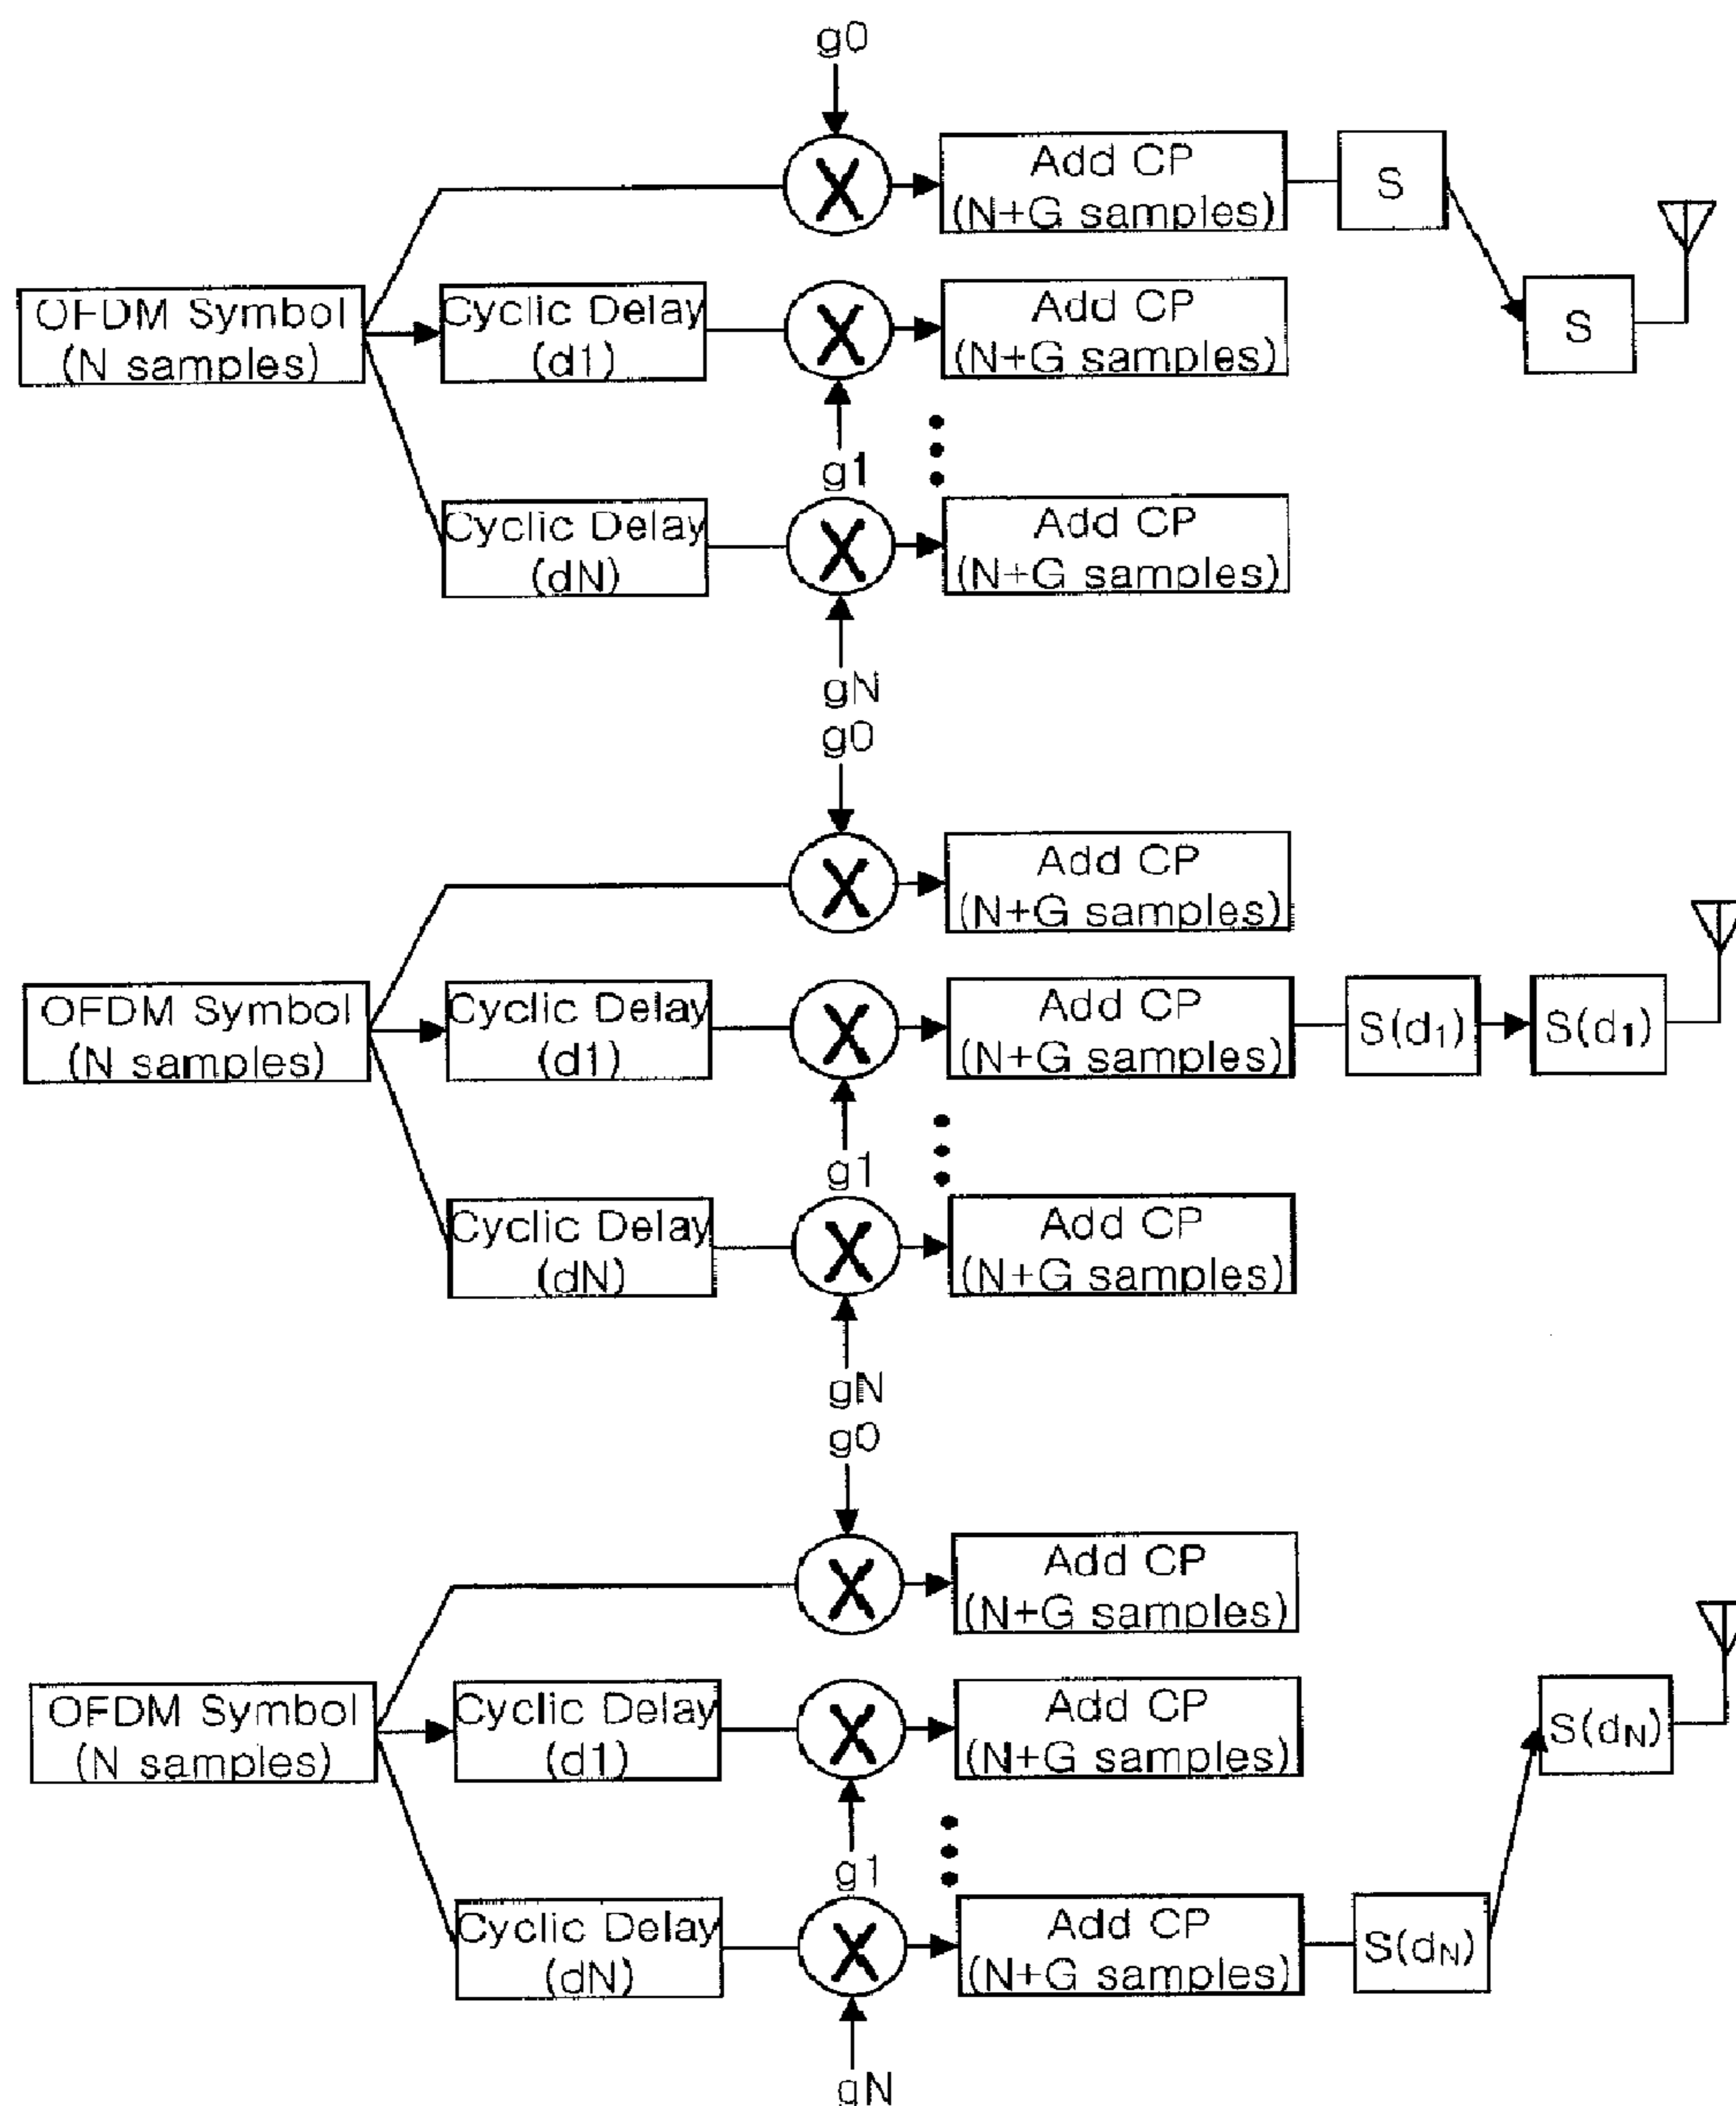 g0
Add CP
(N+G samples)
S
S
OFDM Symbol
(N samples)
Cyclic Delay
(d1)
Add CP
(N+G samples)
g1
Cyclic Delay
(dN)
Add CP
(N+G samples)
gN
g0
Add CP
(N+G samples)
OFDM Symbol
(N samples)
Cyclic Delay
(d1)
Add CP
(N+G samples)
S(d1)
S(d1)
g1
Cyclic Delay
(dN)
Add CP
(N+G samples)
gN
g0
Add CP
(N+G samples)
OFDM Symbol
(N samples)
Cyclic Delay
(d1)
Add CP
(N+G samples)
S(dN)
g1
Cyclic Delay
(dN)
Add CP
(N+G samples)
S(dN)
gN